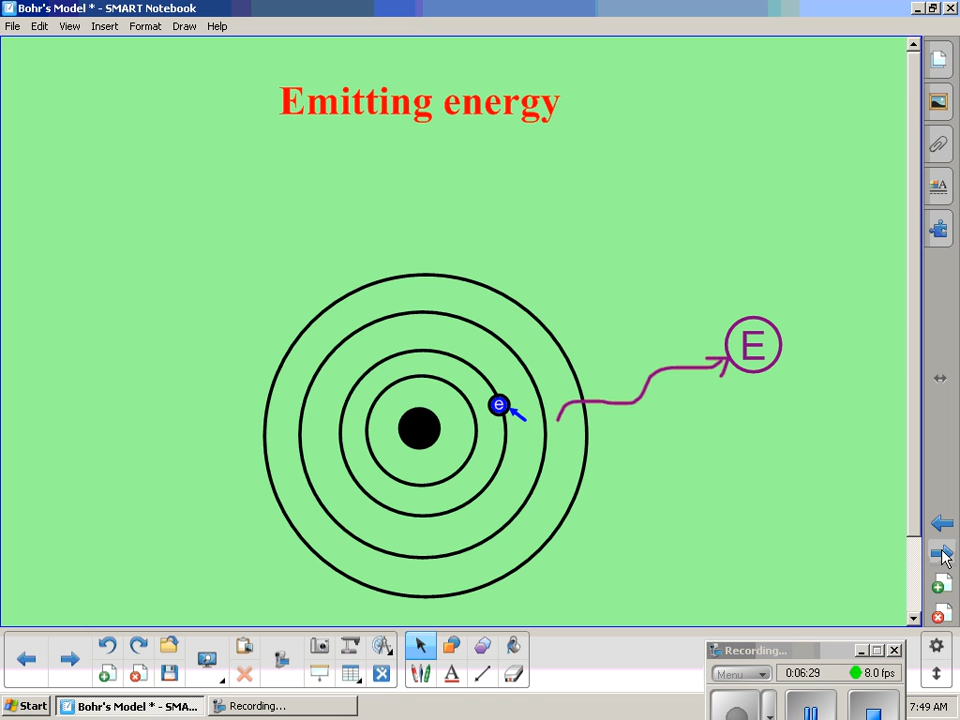 Bohr's Model * - SMART Notebook
File Edit View Insert Format Draw Help
Emitting energy
E
e
Recording...
Menu 0:06:29 8.0 fps
Start Bohr's Model * - SMA... Recording... 7:49 AM